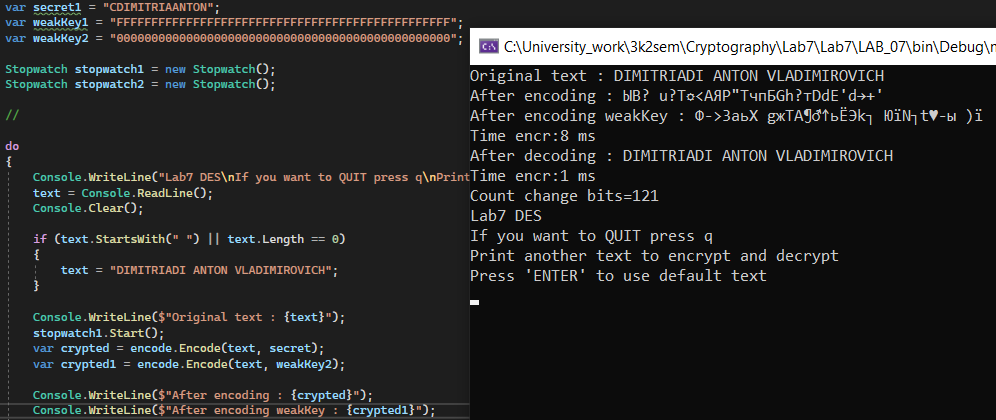 var secret1 = "CDIMITRIAANTON";
var weakKey1 = "FFFFFFFFFFFFFFFFFFFFFFFFFFFFFFFFFFFFFFFFFFFFFFFF";
var weakKey2 = "000000000000000000000000000000000000000000000000";
Stopwatch stopwatch1 = new Stopwatch();
Stopwatch stopwatch2 = new Stopwatch();
//
do
{
Console.WriteLine("Lab7 DES\nIf you want to QUIT press q\nPrint
text = Console.ReadLine();
Console.Clear();
if (text.StartsWith(" ") || text.Length == 0)
{
text = "DIMITRIADI ANTON VLADIMIROVICH";
}
Console.WriteLine($"Original text : {text}");
stopwatch1.Start();
var crypted = encode.Encode(text, secret);
var crypted1 = encode.Encode(text, weakKey2);
Console.WriteLine($"After encoding : {crypted}");
Console.WriteLine($"After encoding weakKey : {crypted1}");
C:\University_work\3k2sem\Cryptography\Lab7\Lab7\LAB_07\bin\Debug\n
Original text : DIMITRIADI ANTON VLADIMIROVICH
After encoding : ЫВ? u?T☼<АЯР"ТчпБGh?тDdE'd→+'
After encoding weakKey : Ф->ЗаьХ gжТА¶♂↑ьЁЭk┐ ЮїN┐t♥-ы )ї
Time encr:8 ms
After decoding : DIMITRIADI ANTON VLADIMIROVICH
Time encr:1 ms
Count change bits=121
Lab7 DES
If you want to QUIT press q
Print another text to encrypt and decrypt
Press 'ENTER' to use default text